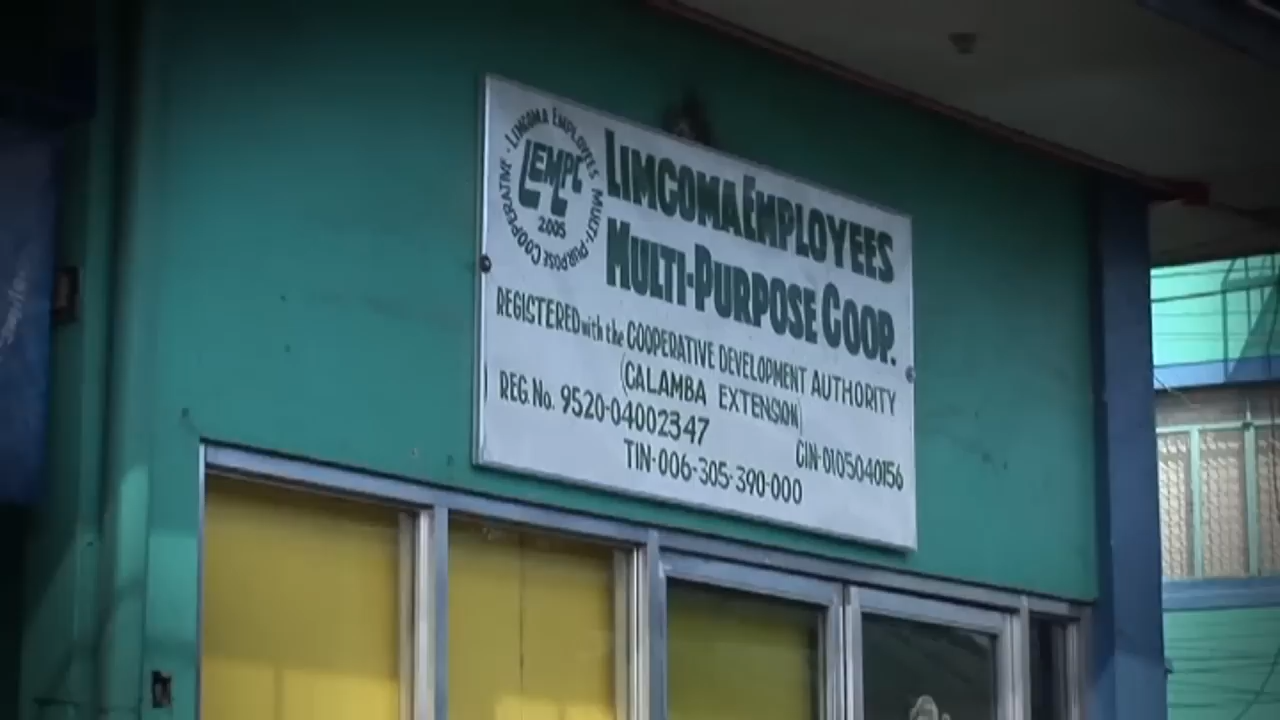 · LIMCOMA EMPLOYEES MULTI-PURPOSE COOPERATIVE
LEMPC
2005
LIMCOMA EMPLOYEES
MULTI-PURPOSE COOP.
REGISTERED with the COOPERATIVE DEVELOPMENT AUTHORITY
(CALAMBA EXTENSION)
REG. No. 9520-04002347
CIN-0105040156
TIN-006-305-390-000